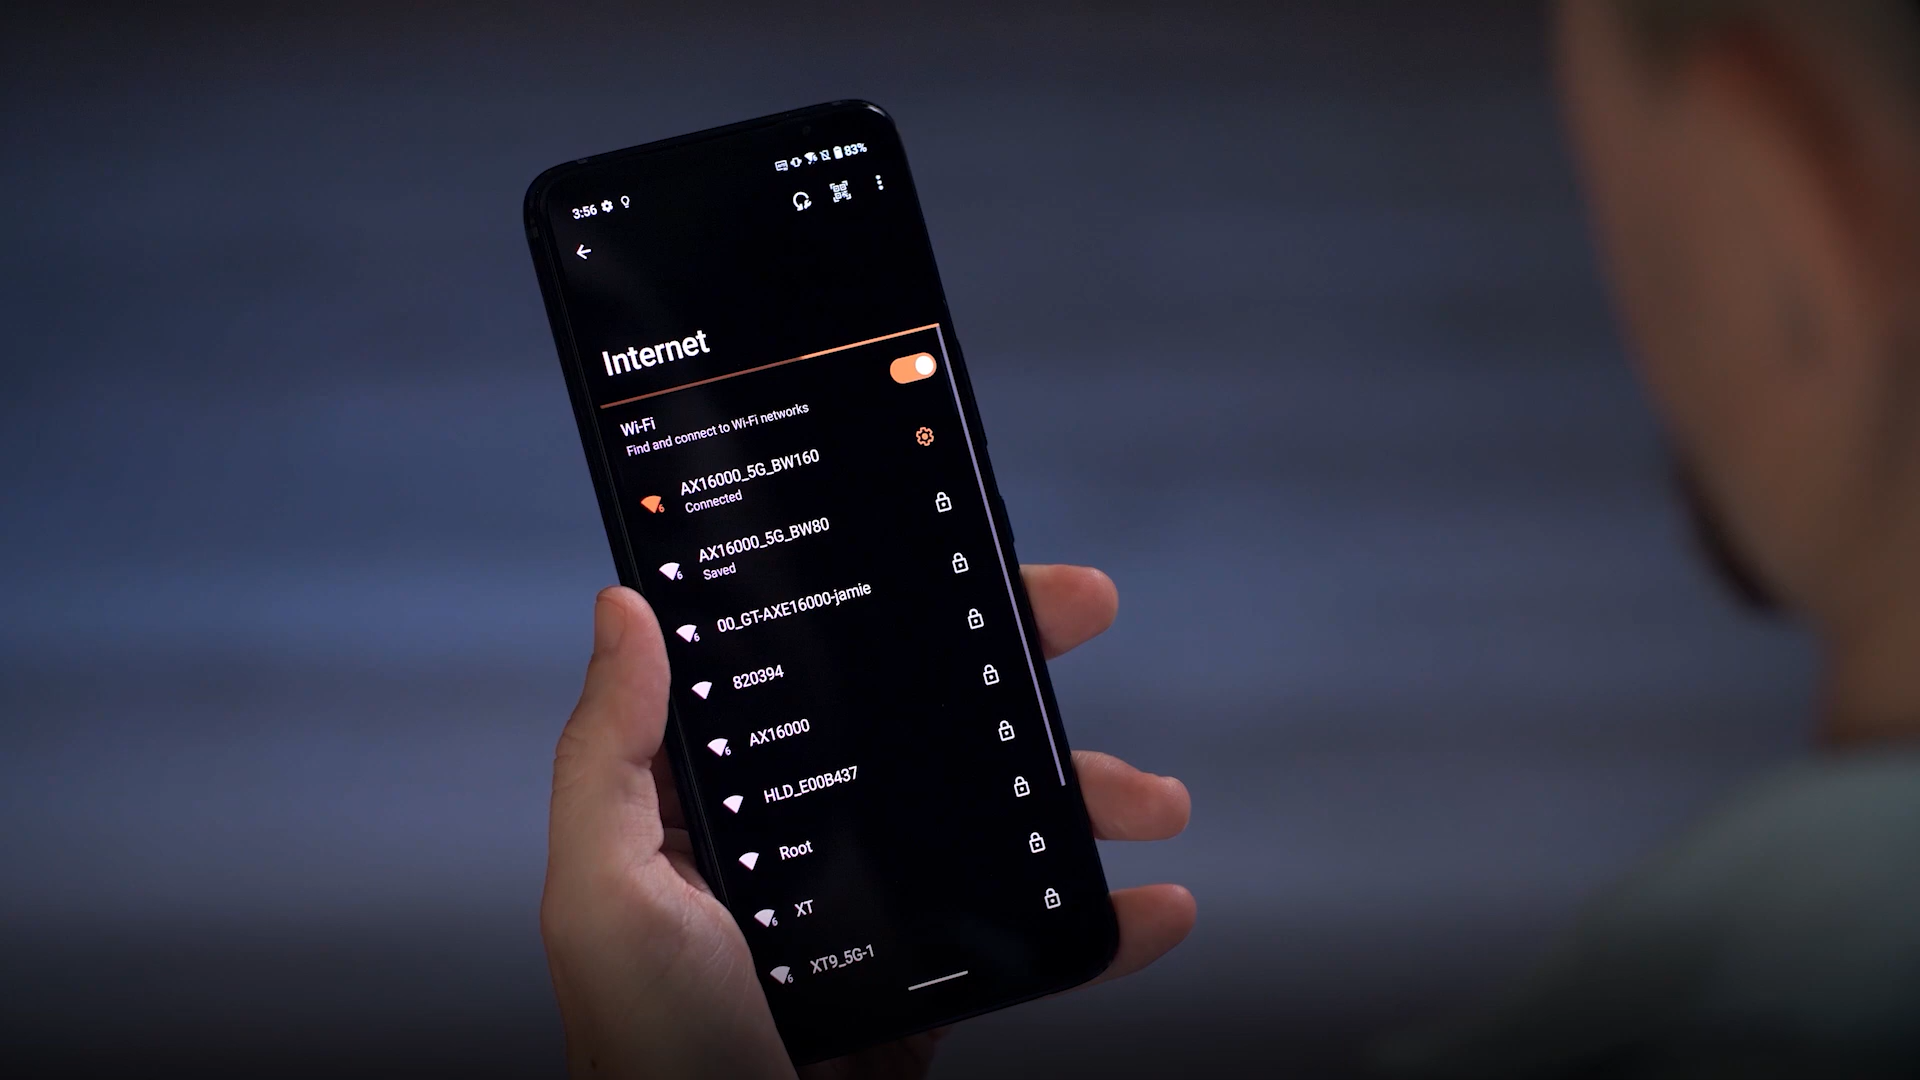 83%
3:56
Internet
Wi-Fi
Find and connect to Wi-Fi networks
AX16000_5G_BW160
Connected
AX16000_5G_BW80
Saved
00_GT-AXE16000-jamie
820394
AX16000
HLD_E00B437
Root
XT
XT9_5G-1